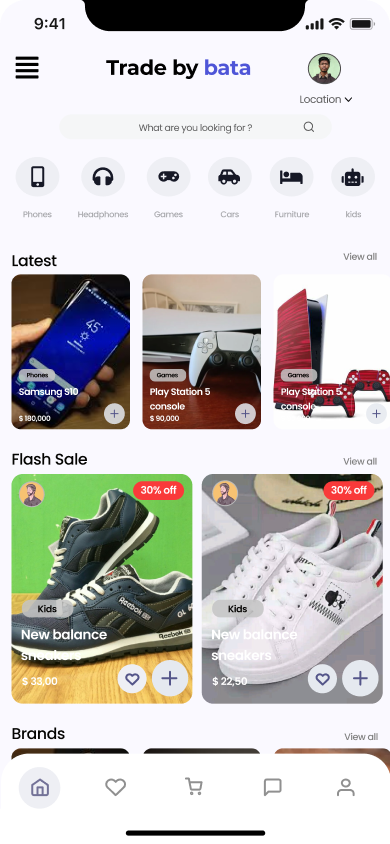 9:41
Trade by bata
Location
What are you looking for ?
Phones
Headphones
Games
Cars
Furniture
kids
Latest
View all
Phones
Samsung S10
$ 180,000
Games
Play Station 5
console
$ 90,000
Games
Play Station 5
console
Flash Sale
View all
30% off
Kids
New balance
sneakers
$ 33,00
Reebok
Reebok
30% off
Kids
New balance
sneakers
$ 22,50
Brands
View all